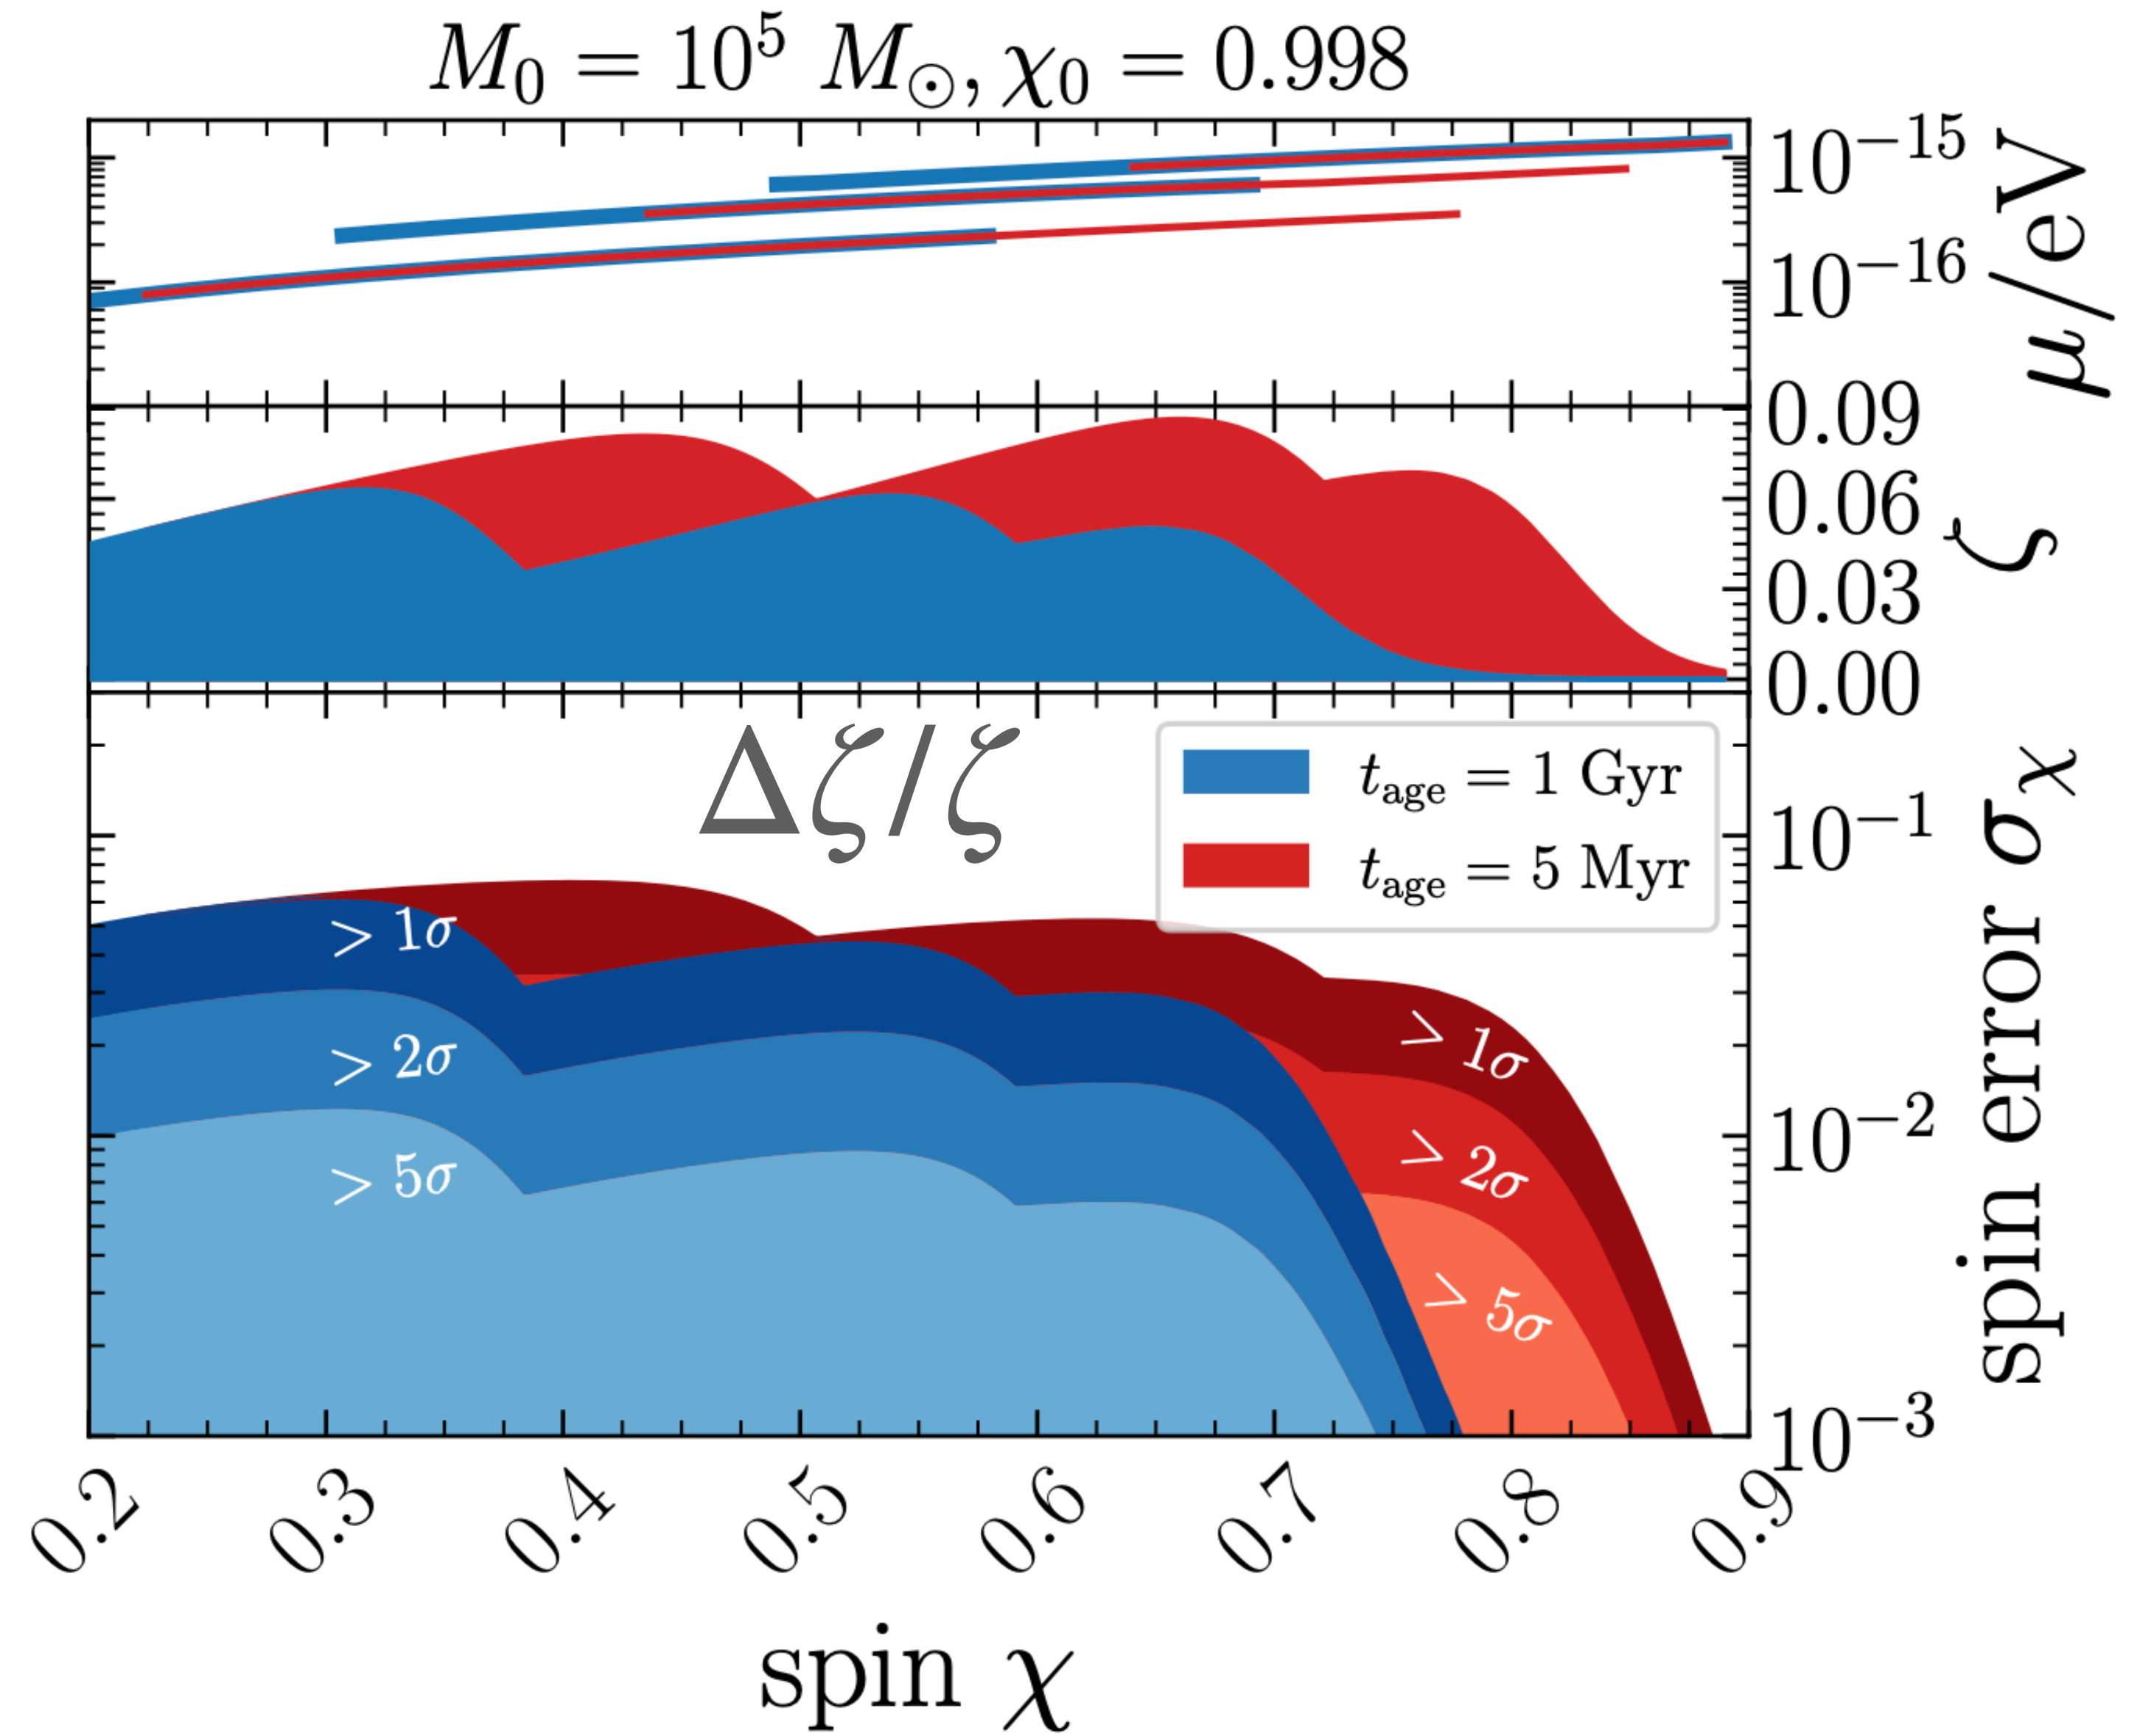 M₀ = 10⁵ M☉, χ₀ = 0.998
10⁻¹⁵
10⁻¹⁶
μ/eV
0.09
0.06
0.03
0.00
ζ
Δζ/ζ
t_age = 1 Gyr
t_age = 5 Myr
> 1σ
> 2σ
> 5σ
> 1σ
> 2σ
> 5σ
10⁻¹
10⁻²
10⁻³
spin error σ_χ
0.2 0.3 0.4 0.5 0.6 0.7 0.8 0.9
spin χ